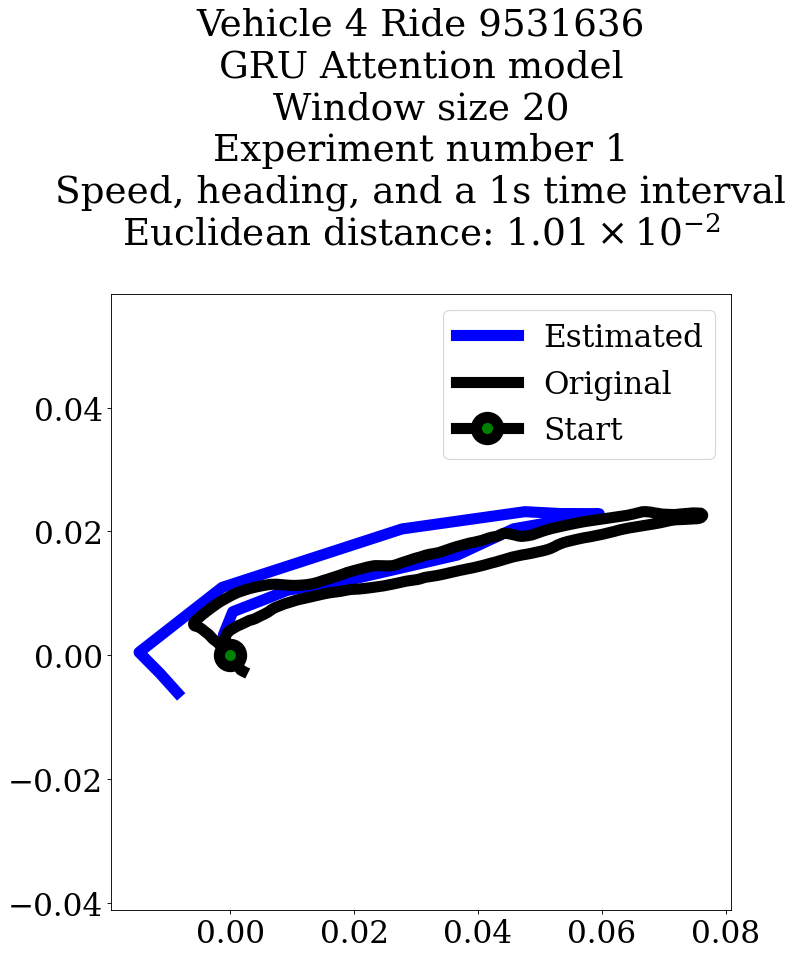 Vehicle 4 Ride 9531636
GRU Attention model
Window size 20
Experiment number 1
Speed, heading, and a 1s time interval
Euclidean distance: 1.01 × 10⁻²
Estimated
Original
Start
0.04
0.02
0.00
−0.02
−0.04
0.00 0.02 0.04 0.06 0.08